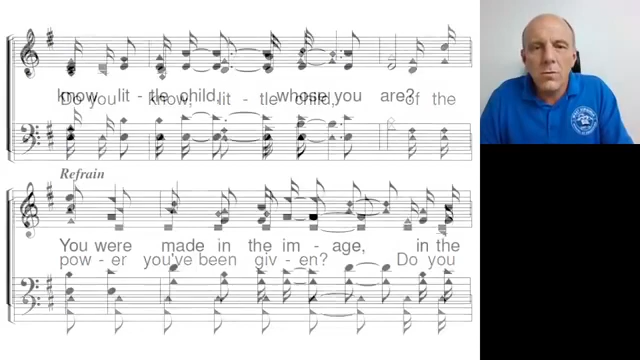 know lit - tle child, whose you are?
Do you know, lit - tle child, of the
Refrain
You were made in the im - age, in the
pow - er you've been giv - en? Do you